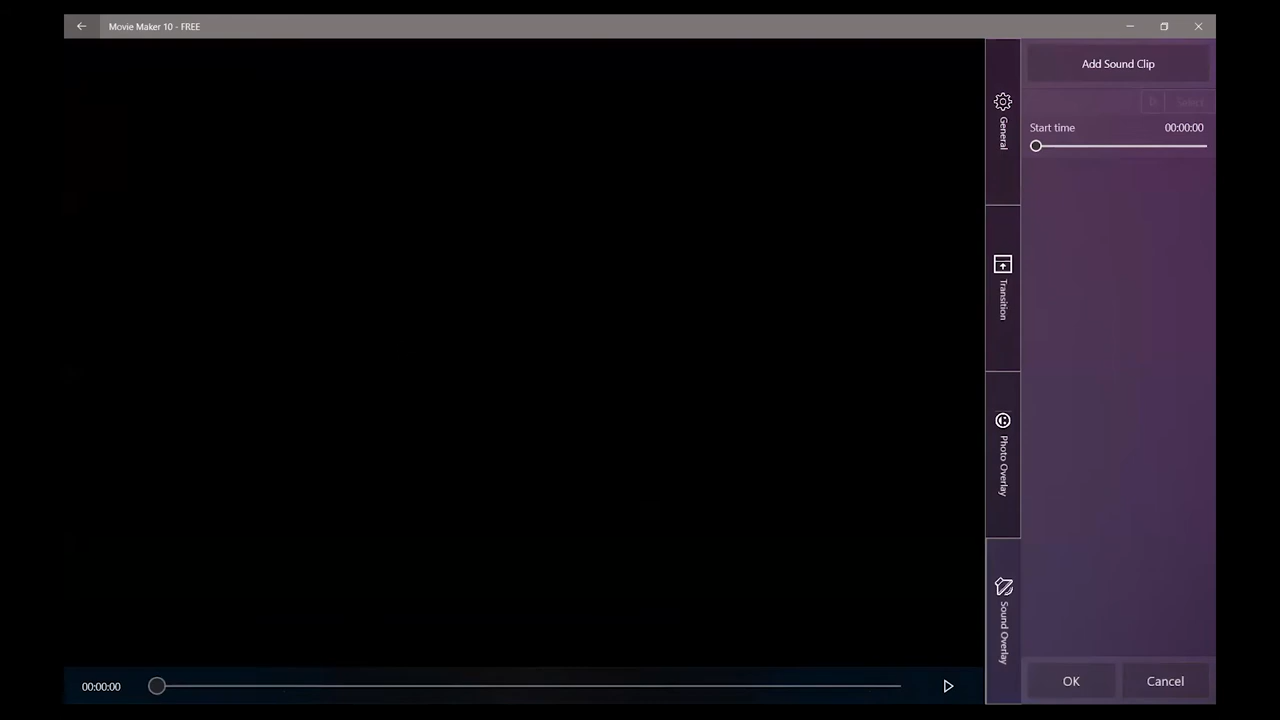 Movie Maker 10 - FREE
Add Sound Clip
Select
Start time 00:00:00
General
Transition
Photo Overlay
Sound Overlay
00:00:00
OK Cancel